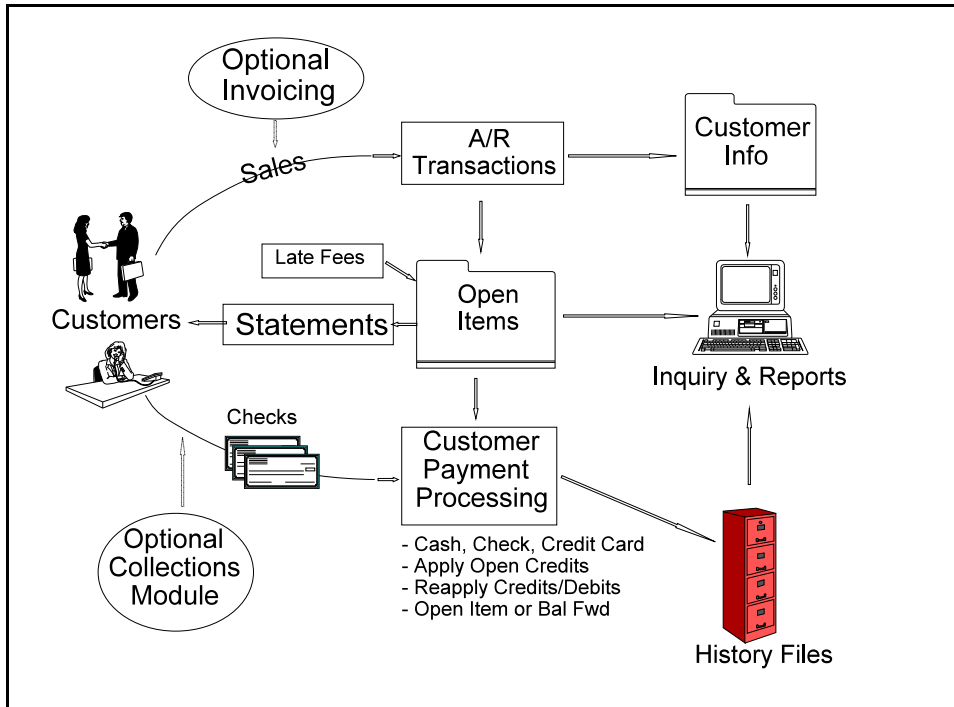 Optional
Invoicing
Sales
A/R
Transactions
Customer
Info
Late Fees
Open
Items
Customers
Statements
Inquiry & Reports
Checks
Customer
Payment
Processing
Optional
Collections
Module
- Cash, Check, Credit Card
- Apply Open Credits
- Reapply Credits/Debits
- Open Item or Bal Fwd
History Files